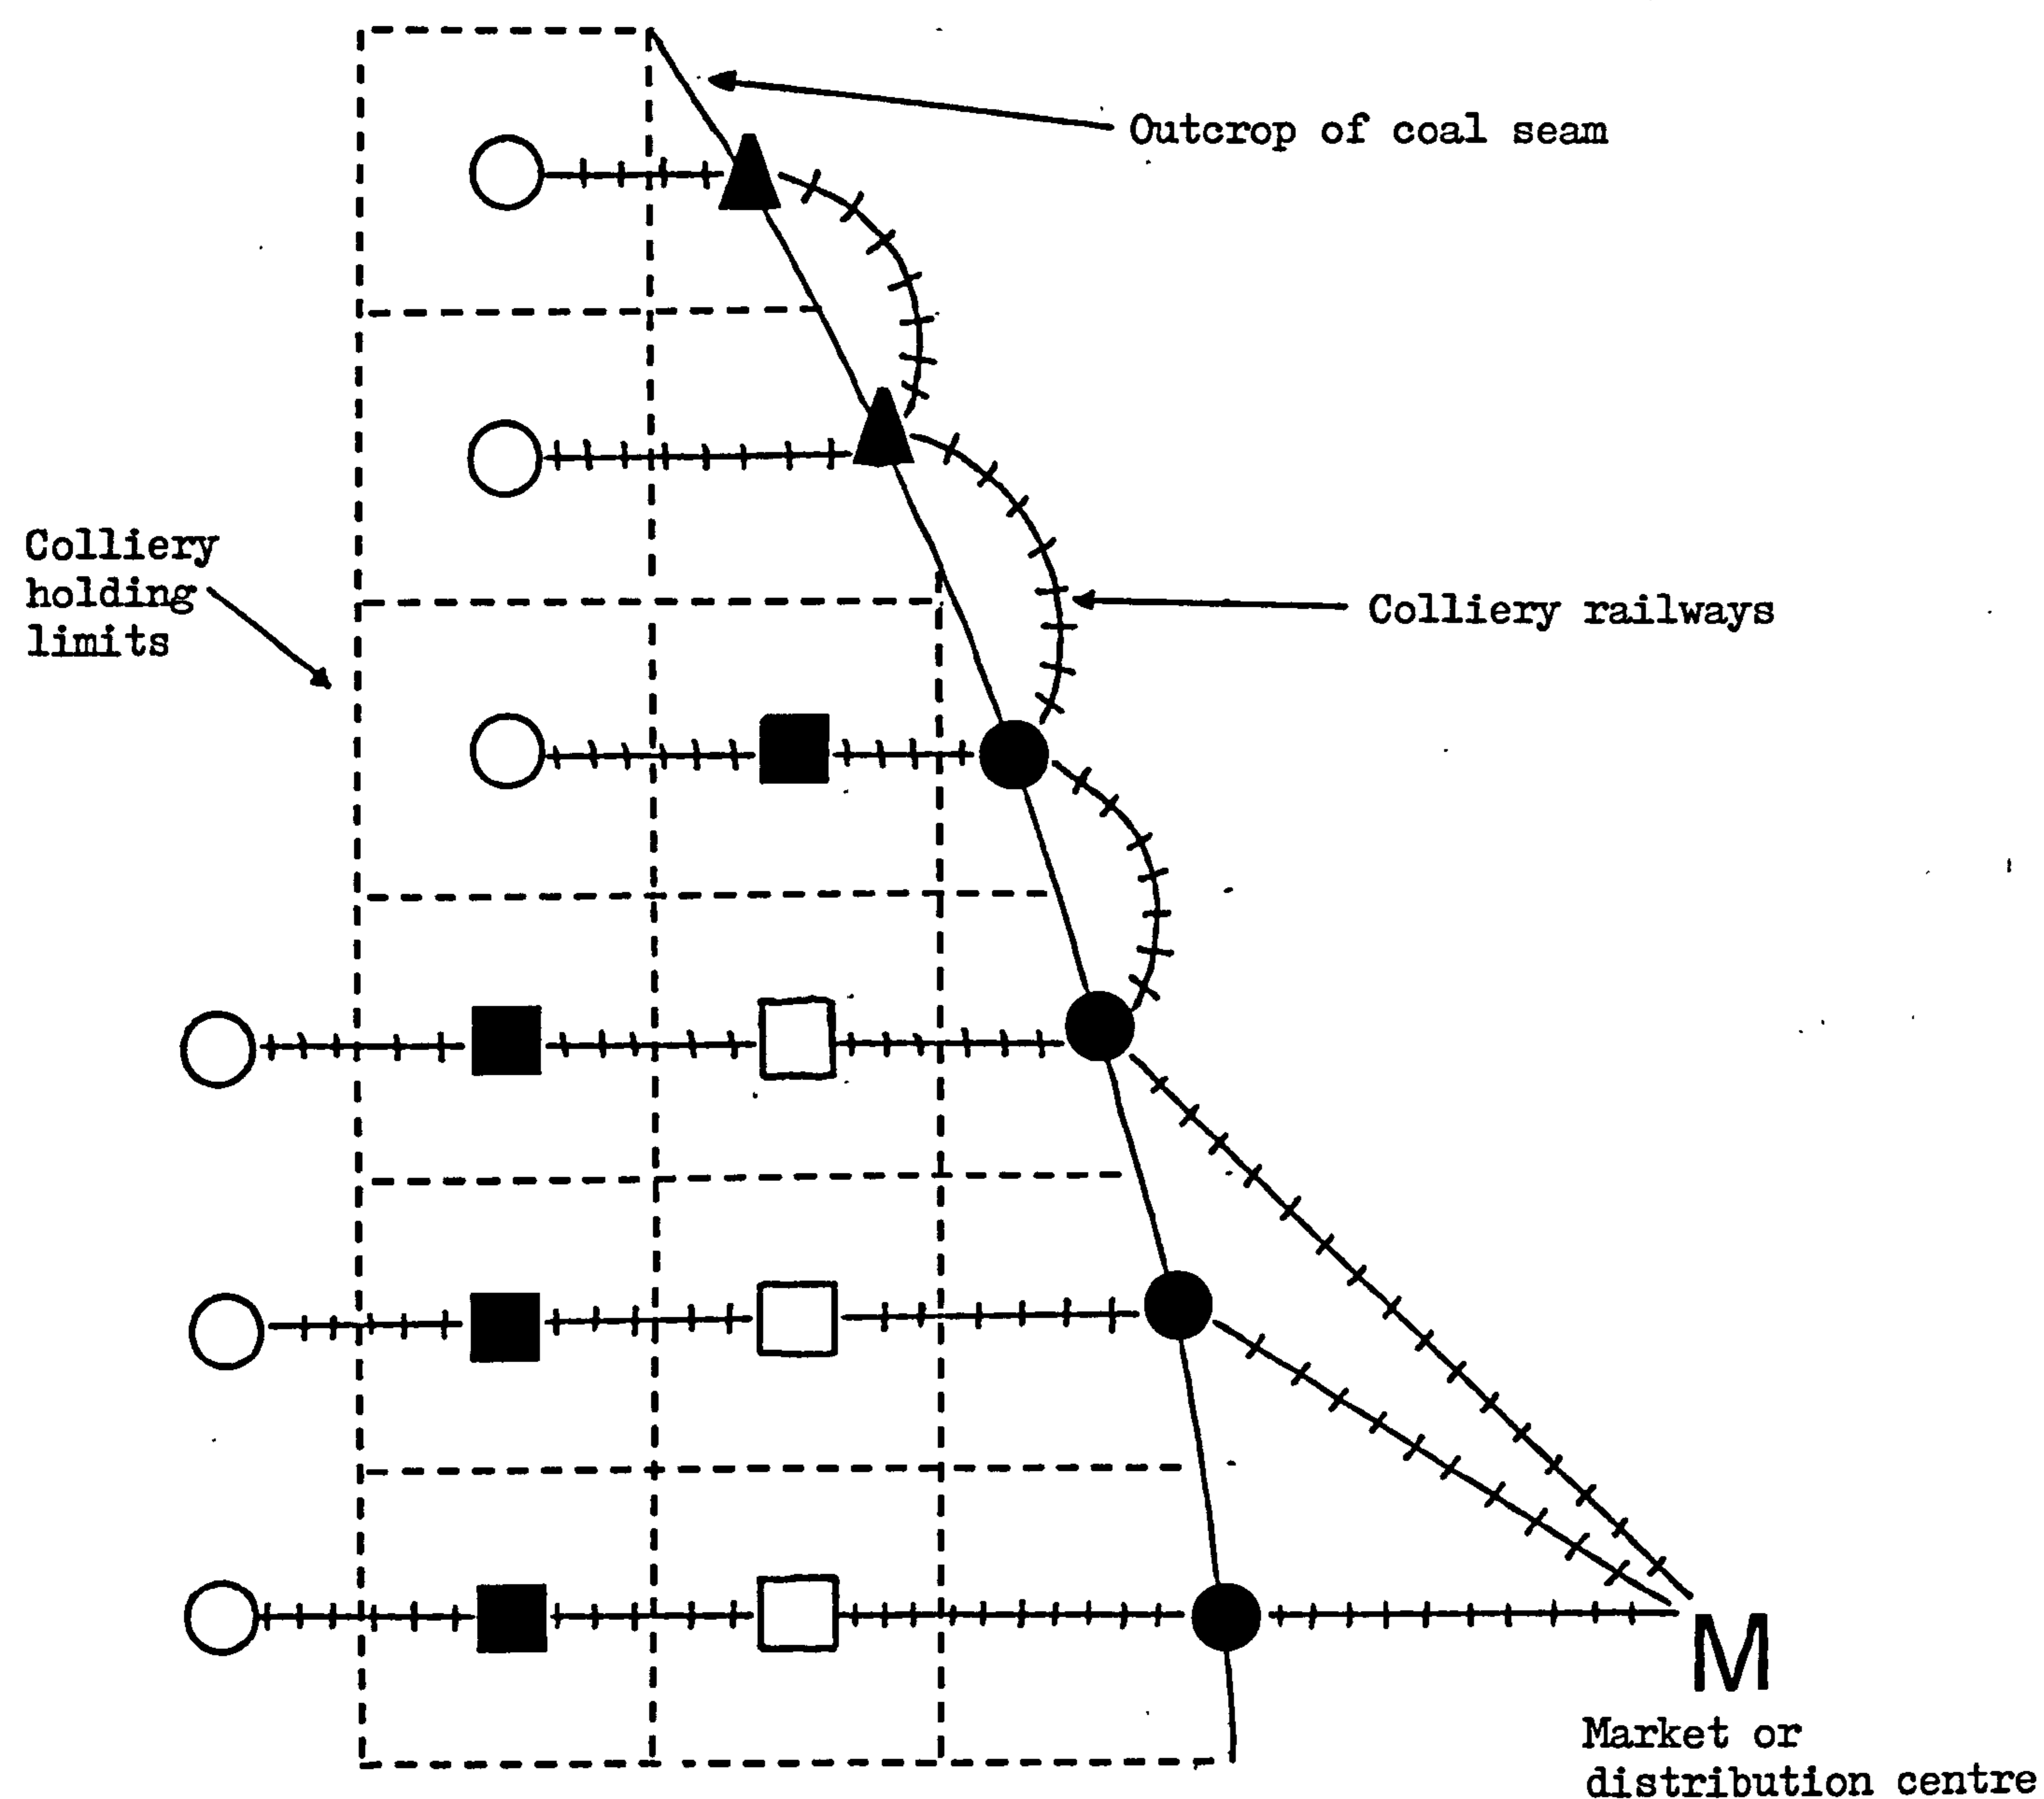 Outcrop of coal seam
Colliery
holding
limits
Colliery railways
M
Market or
distribution centre